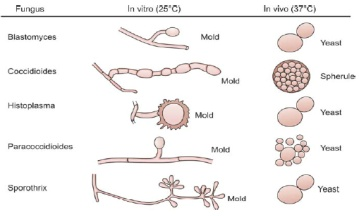 Fungus In vitro (25°C) In vivo (37°C)
Blastomyces Mold Yeast
Coccidioides Mold Spherule
Histoplasma Mold Yeast
Paracoccidioides Mold Yeast
Sporothrix Mold Yeast